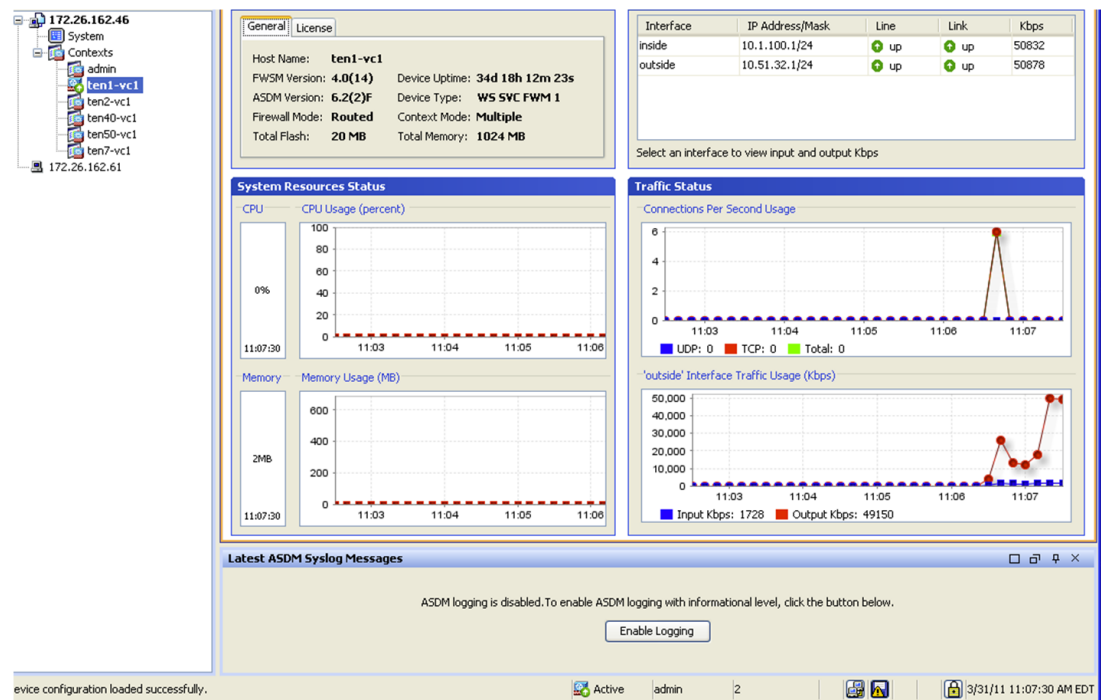 172.26.162.46
System
Contexts
admin
ten1-vc1
ten2-vc1
ten40-vc1
ten50-vc1
ten7-vc1
172.26.162.61
General License
Host Name: ten1-vc1
FWSM Version: 4.0(14) Device Uptime: 34d 18h 12m 23s
ASDM Version: 6.2(2)F Device Type: WS SVC FWM 1
Firewall Mode: Routed Context Mode: Multiple
Total Flash: 20 MB Total Memory: 1024 MB
Interface IP Address/Mask Line Link Kbps
inside 10.1.100.1/24 up up 50832
outside 10.51.32.1/24 up up 50878
Select an interface to view input and output Kbps
System Resources Status
CPU CPU Usage (percent)
100
80
60
40
20
0
0%
11:07:30
11:03 11:04 11:05 11:06
Memory Memory Usage (MB)
600
400
200
0
2MB
11:07:30
11:03 11:04 11:05 11:06
Traffic Status
Connections Per Second Usage
6
4
2
0
11:03 11:04 11:05 11:06 11:07
UDP: 0 TCP: 0 Total: 0
'outside' Interface Traffic Usage (Kbps)
50,000
40,000
30,000
20,000
10,000
0
11:03 11:04 11:05 11:06 11:07
Input Kbps: 1728 Output Kbps: 49150
Latest ASDM Syslog Messages
ASDM logging is disabled.To enable ASDM logging with informational level, click the button below.
Enable Logging
evice configuration loaded successfully.
Active admin 2 3/31/11 11:07:30 AM EDT